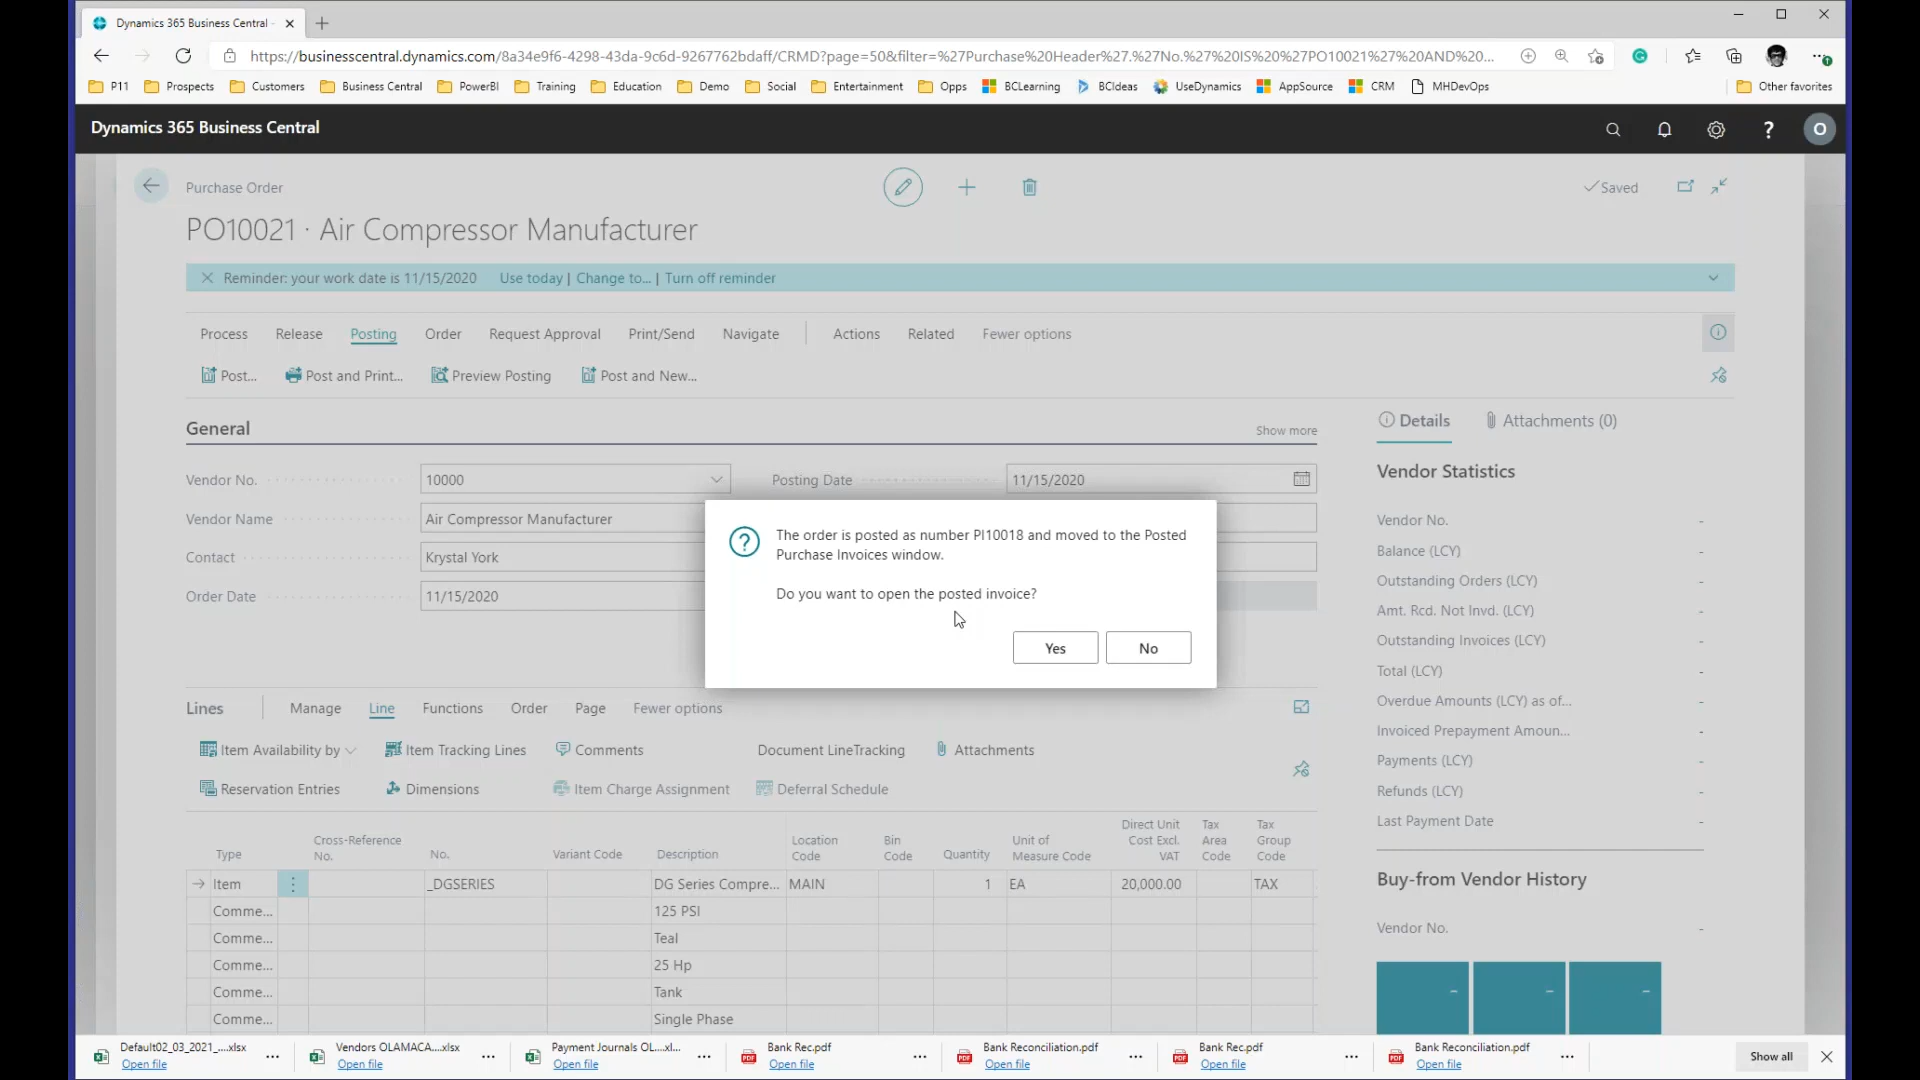 Dynamics 365 Business Central -
https://businesscentral.dynamics.com/8a34e9f6-4298-43da-9c6d-9267762bdaff/CRMD?page=50&filter=%27Purchase%20Header%27.%27No.%27%20IS%20%27PO10021%27%20AND%20...
P11 Prospects Customers Business Central PowerBI Training Education Demo Social Entertainment Opps BCLearning BCIdeas UseDynamics AppSource CRM MHDevOps Other favorites
Dynamics 365 Business Central
O
Purchase Order
Saved
PO10021 · Air Compressor Manufacturer
Reminder: your work date is 11/15/2020 Use today | Change to... | Turn off reminder
Process Release Posting Order Request Approval Print/Send Navigate Actions Related Fewer options
Post... Post and Print... Preview Posting Post and New...
General
Show more
Vendor No. 10000
Posting Date 11/15/2020
Vendor Name Air Compressor Manufacturer
Contact Krystal York
Order Date 11/15/2020
The order is posted as number PI10018 and moved to the Posted
Purchase Invoices window.
Do you want to open the posted invoice?
Yes No
Details Attachments (0)
Vendor Statistics
Vendor No. -
Balance (LCY) -
Outstanding Orders (LCY) -
Amt. Rcd. Not Invd. (LCY) -
Outstanding Invoices (LCY) -
Total (LCY) -
Overdue Amounts (LCY) as of... -
Invoiced Prepayment Amoun... -
Payments (LCY) -
Refunds (LCY) -
Last Payment Date -
Buy-from Vendor History
Vendor No. -
- - -
Lines Manage Line Functions Order Page Fewer options
Item Availability by Item Tracking Lines Comments Document LineTracking Attachments
Reservation Entries Dimensions Item Charge Assignment Deferral Schedule
Type Cross-Reference No. No. Variant Code Description Location Code Bin Code Quantity Unit of Measure Code Direct Unit Cost Excl. VAT Tax Area Code Tax Group Code
Item _DGSERIES DG Series Compre... MAIN 1 EA 20,000.00 TAX
Comme... 125 PSI
Comme... Teal
Comme... 25 Hp
Comme... Tank
Comme... Single Phase
Default02_03_2021_....xlsx Vendors OLAMACA....xlsx Payment Journals OL....xl... Bank Rec.pdf Bank Reconciliation.pdf Bank Rec.pdf Bank Reconciliation.pdf
Open file Open file Open file Open file Open file Open file Open file
Show all